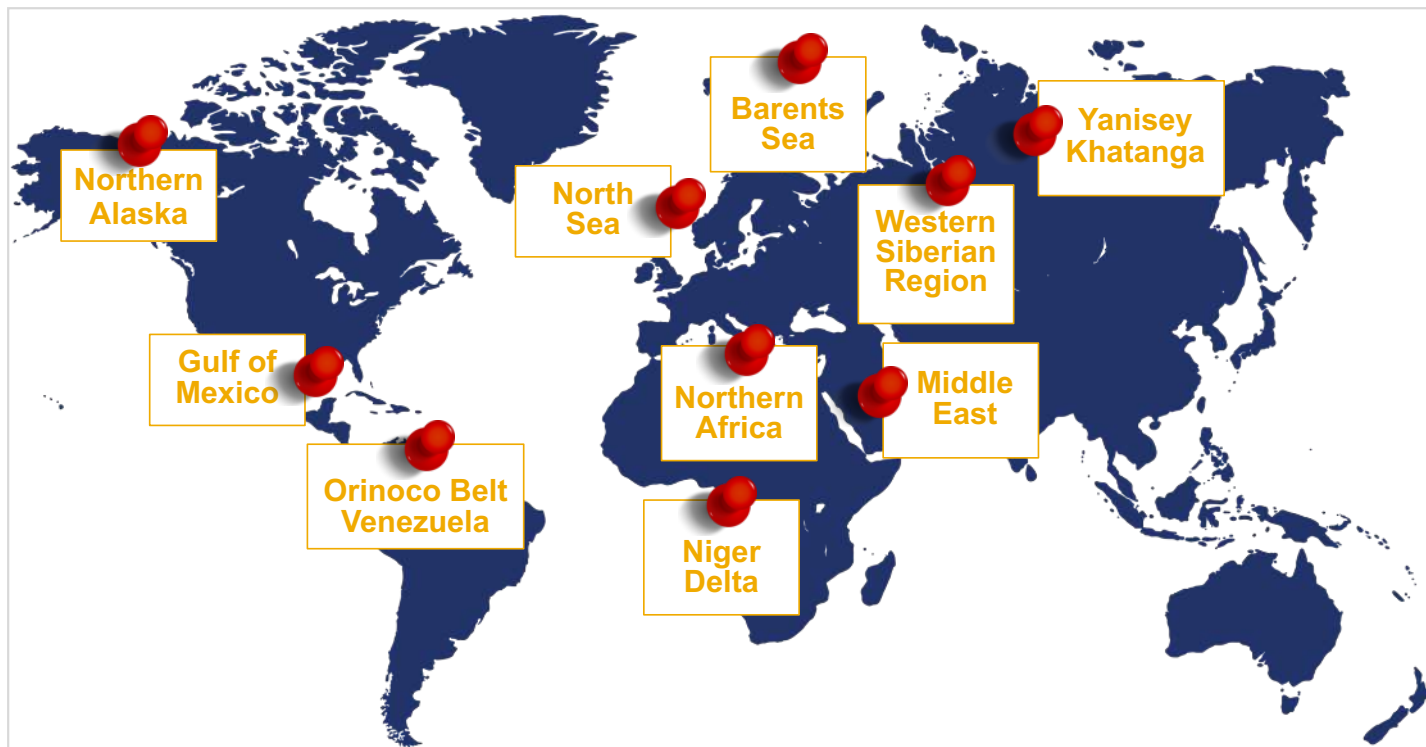 Barents
Sea
Yanisey
Khatanga
Northern
Alaska
North
Sea
Western
Siberian
Region
Gulf of
Mexico
Northern
Africa
Middle
East
Orinoco Belt
Venezuela
Niger
Delta